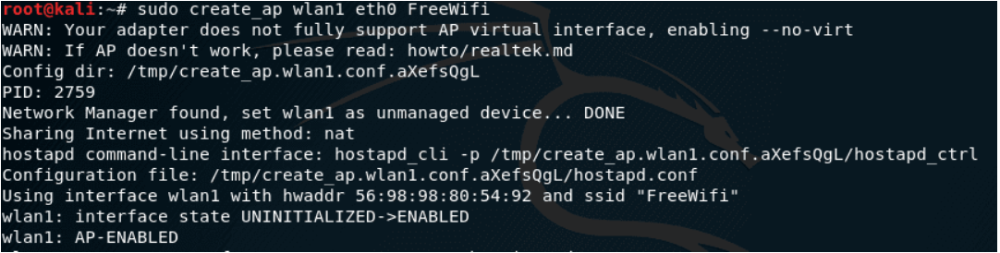 root@kali:~# sudo create_ap wlan1 eth0 FreeWifi
WARN: Your adapter does not fully support AP virtual interface, enabling --no-virt
WARN: If AP doesn't work, please read: howto/realtek.md
Config dir: /tmp/create_ap.wlan1.conf.aXefsQgL
PID: 2759
Network Manager found, set wlan1 as unmanaged device... DONE
Sharing Internet using method: nat
hostapd command-line interface: hostapd_cli -p /tmp/create_ap.wlan1.conf.aXefsQgL/hostapd_ctrl
Configuration file: /tmp/create_ap.wlan1.conf.aXefsQgL/hostapd.conf
Using interface wlan1 with hwaddr 56:98:98:80:54:92 and ssid "FreeWifi"
wlan1: interface state UNINITIALIZED->ENABLED
wlan1: AP-ENABLED